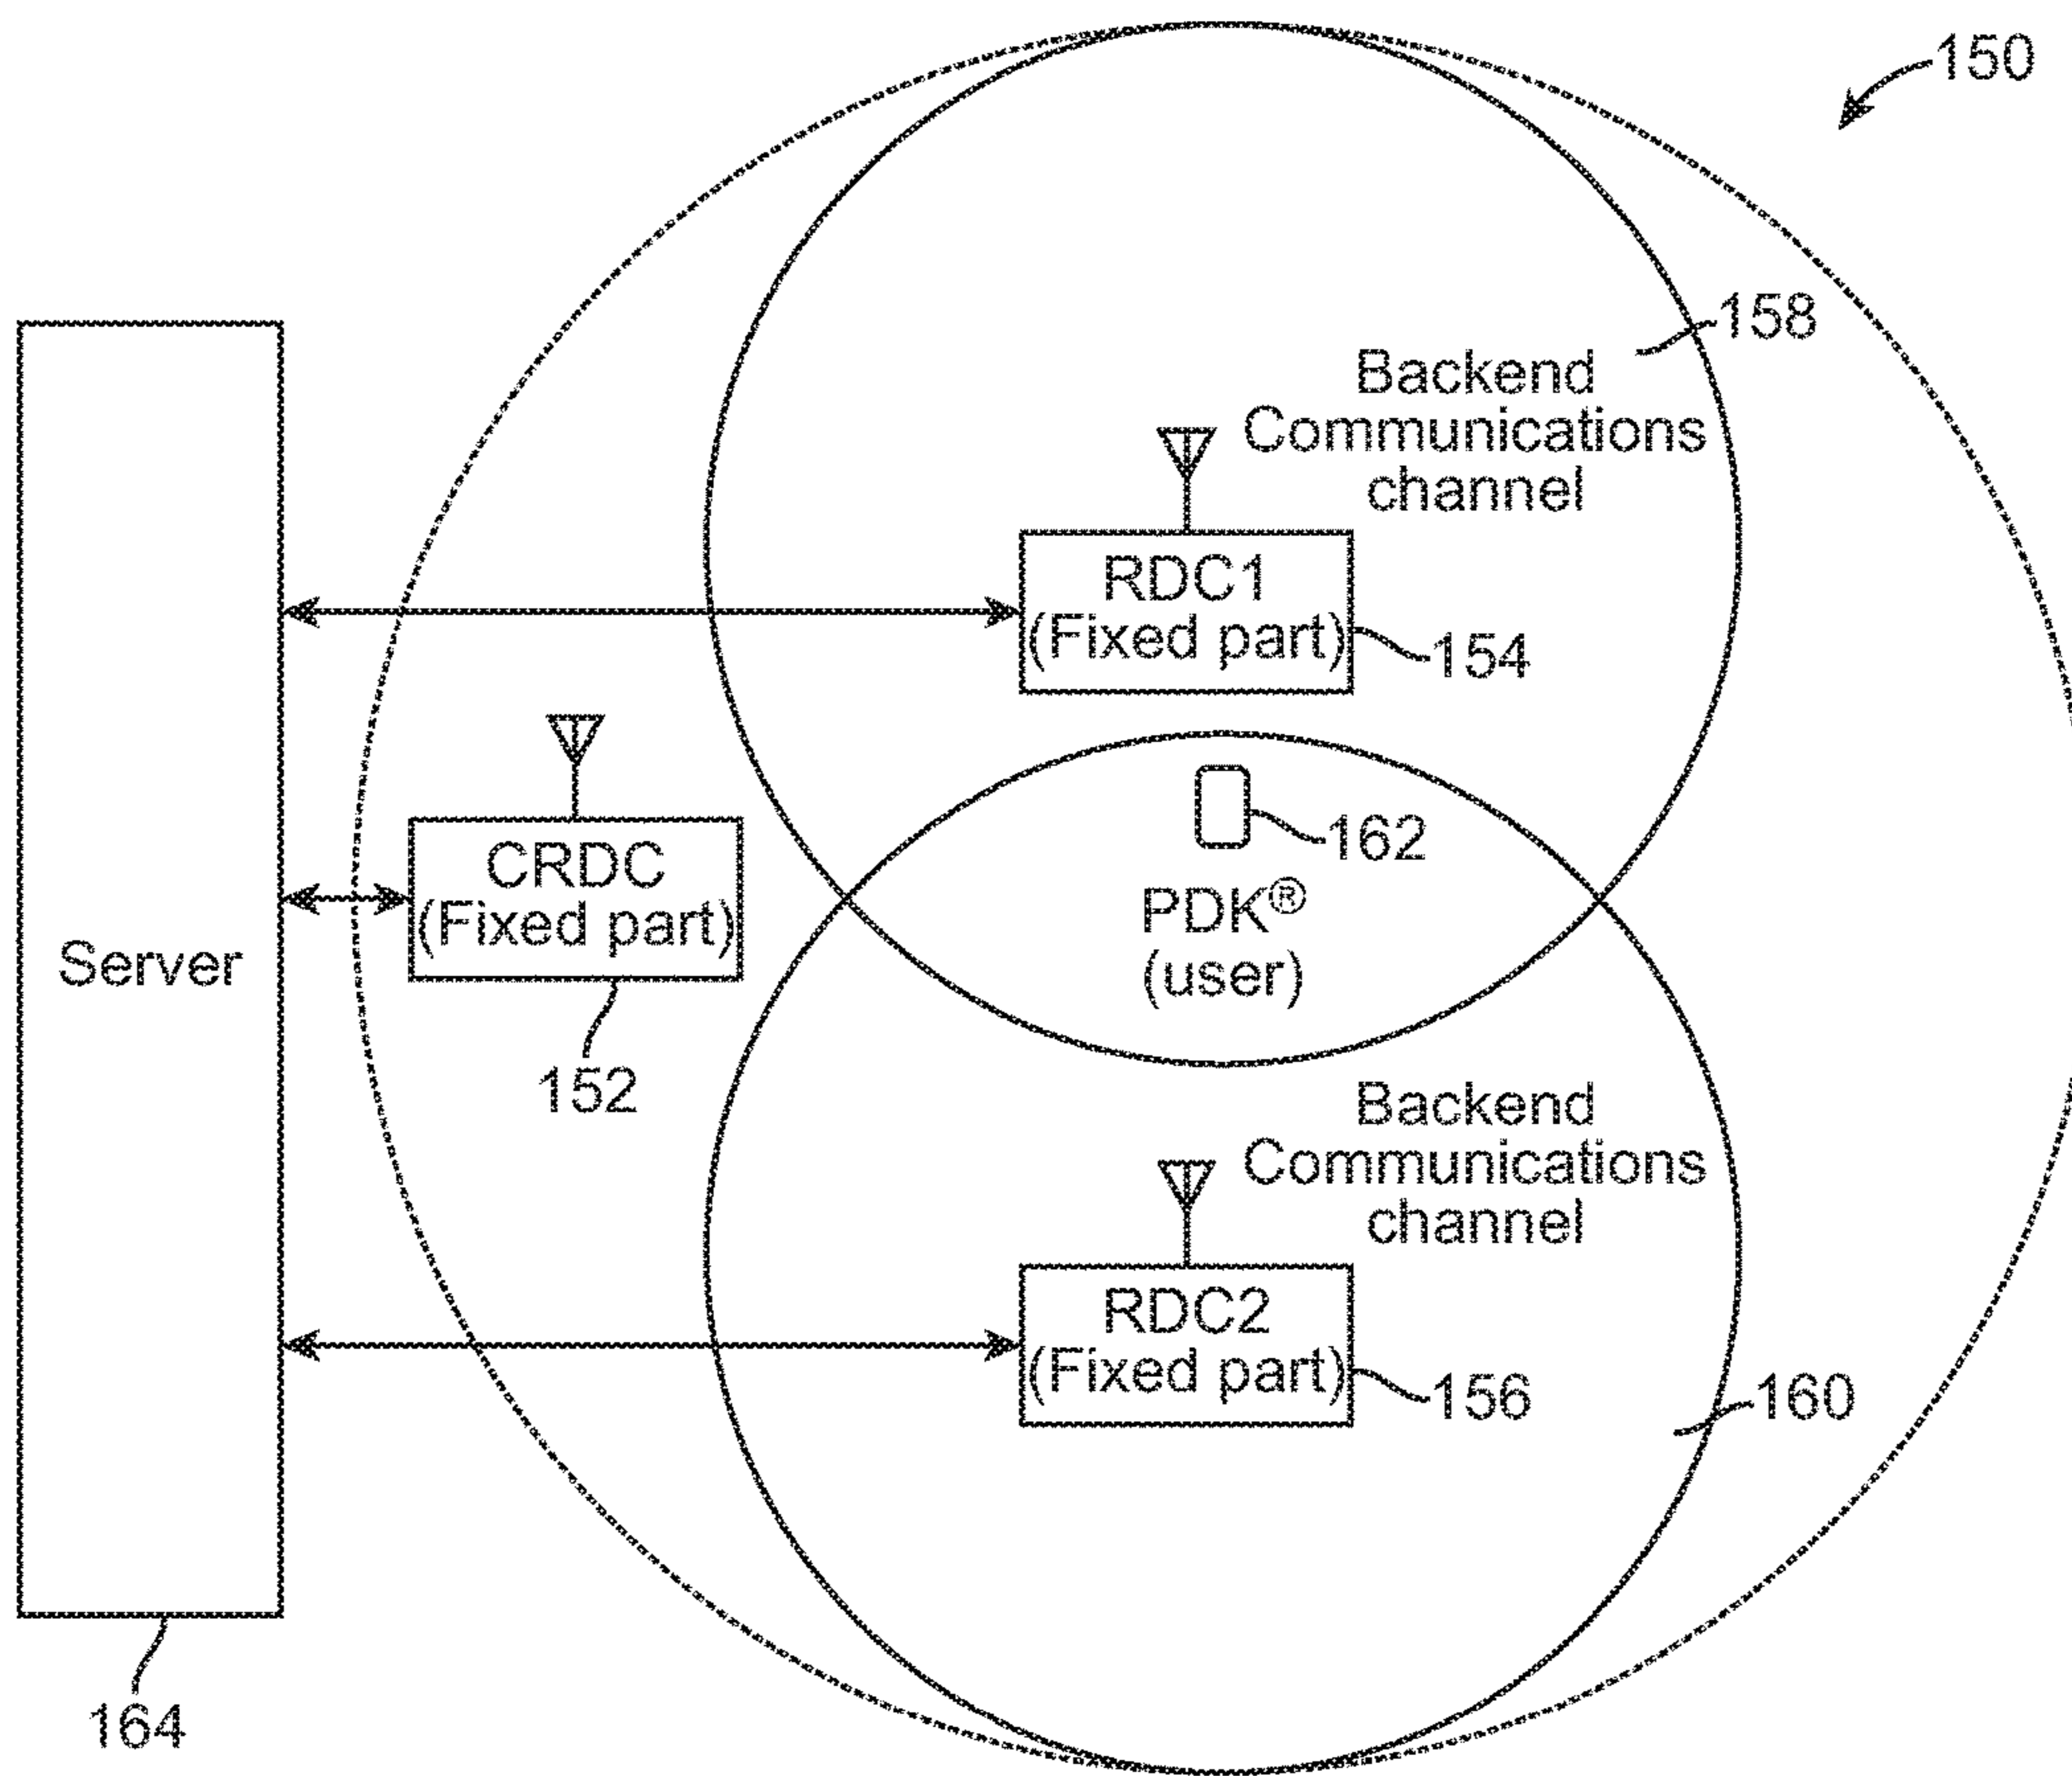 150
158
Backend
Communications
channel
RDC1
(Fixed part)
154
162
CRDC
(Fixed part)
PDK®
(user)
Server
152
Backend
Communications
channel
RDC2
(Fixed part)
156
160
164